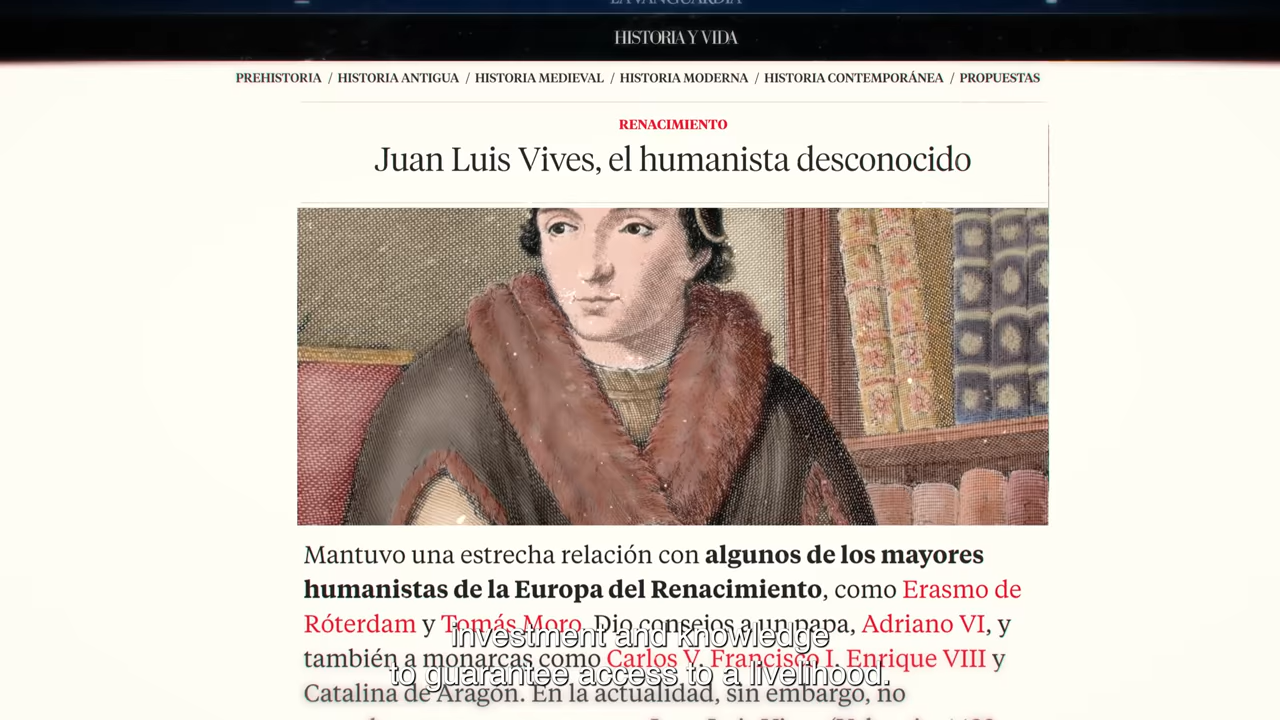 LA VANGUARDIA
HISTORIA Y VIDA
PREHISTORIA / HISTORIA ANTIGUA / HISTORIA MEDIEVAL / HISTORIA MODERNA / HISTORIA CONTEMPORÁNEA / PROPUESTAS
RENACIMIENTO
Juan Luis Vives, el humanista desconocido
Mantuvo una estrecha relación con algunos de los mayores
humanistas de la Europa del Renacimiento, como Erasmo de
Róterdam y Tomás Moro. Dio consejos a un papa, Adriano VI, y
también a monarcas como Carlos V, Francisco I, Enrique VIII y
Catalina de Aragón. En la actualidad, sin embargo, no
investment and knowledge
to guarantee access to a livelihood.